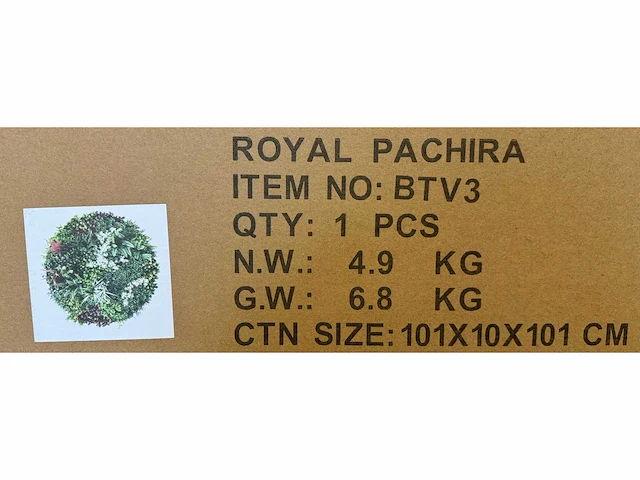 ROYAL PACHIRA
ITEM NO: BTV3
QTY: 1 PCS
N.W.: 4.9 KG
G.W.: 6.8 KG
CTN SIZE: 101X10X101 CM